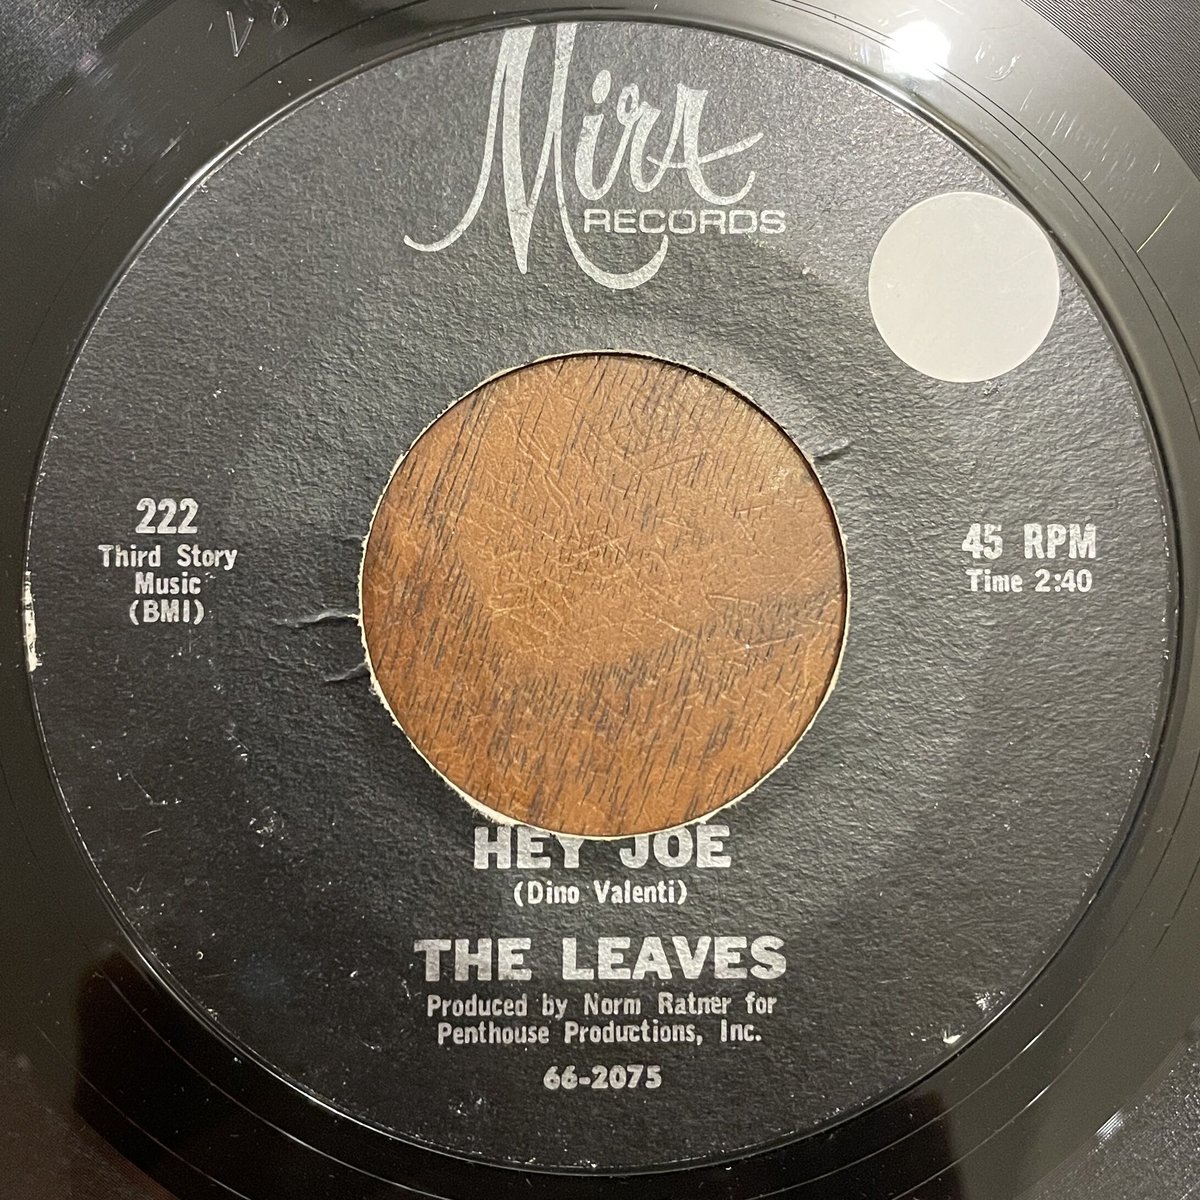 Mira
RECORDS
222
Third Story
Music
(BMI)
45 RPM
Time 2:40
HEY JOE
(Dino Valenti)
THE LEAVES
Produced by Norm Ratner for
Penthouse Productions, Inc.
66-2075